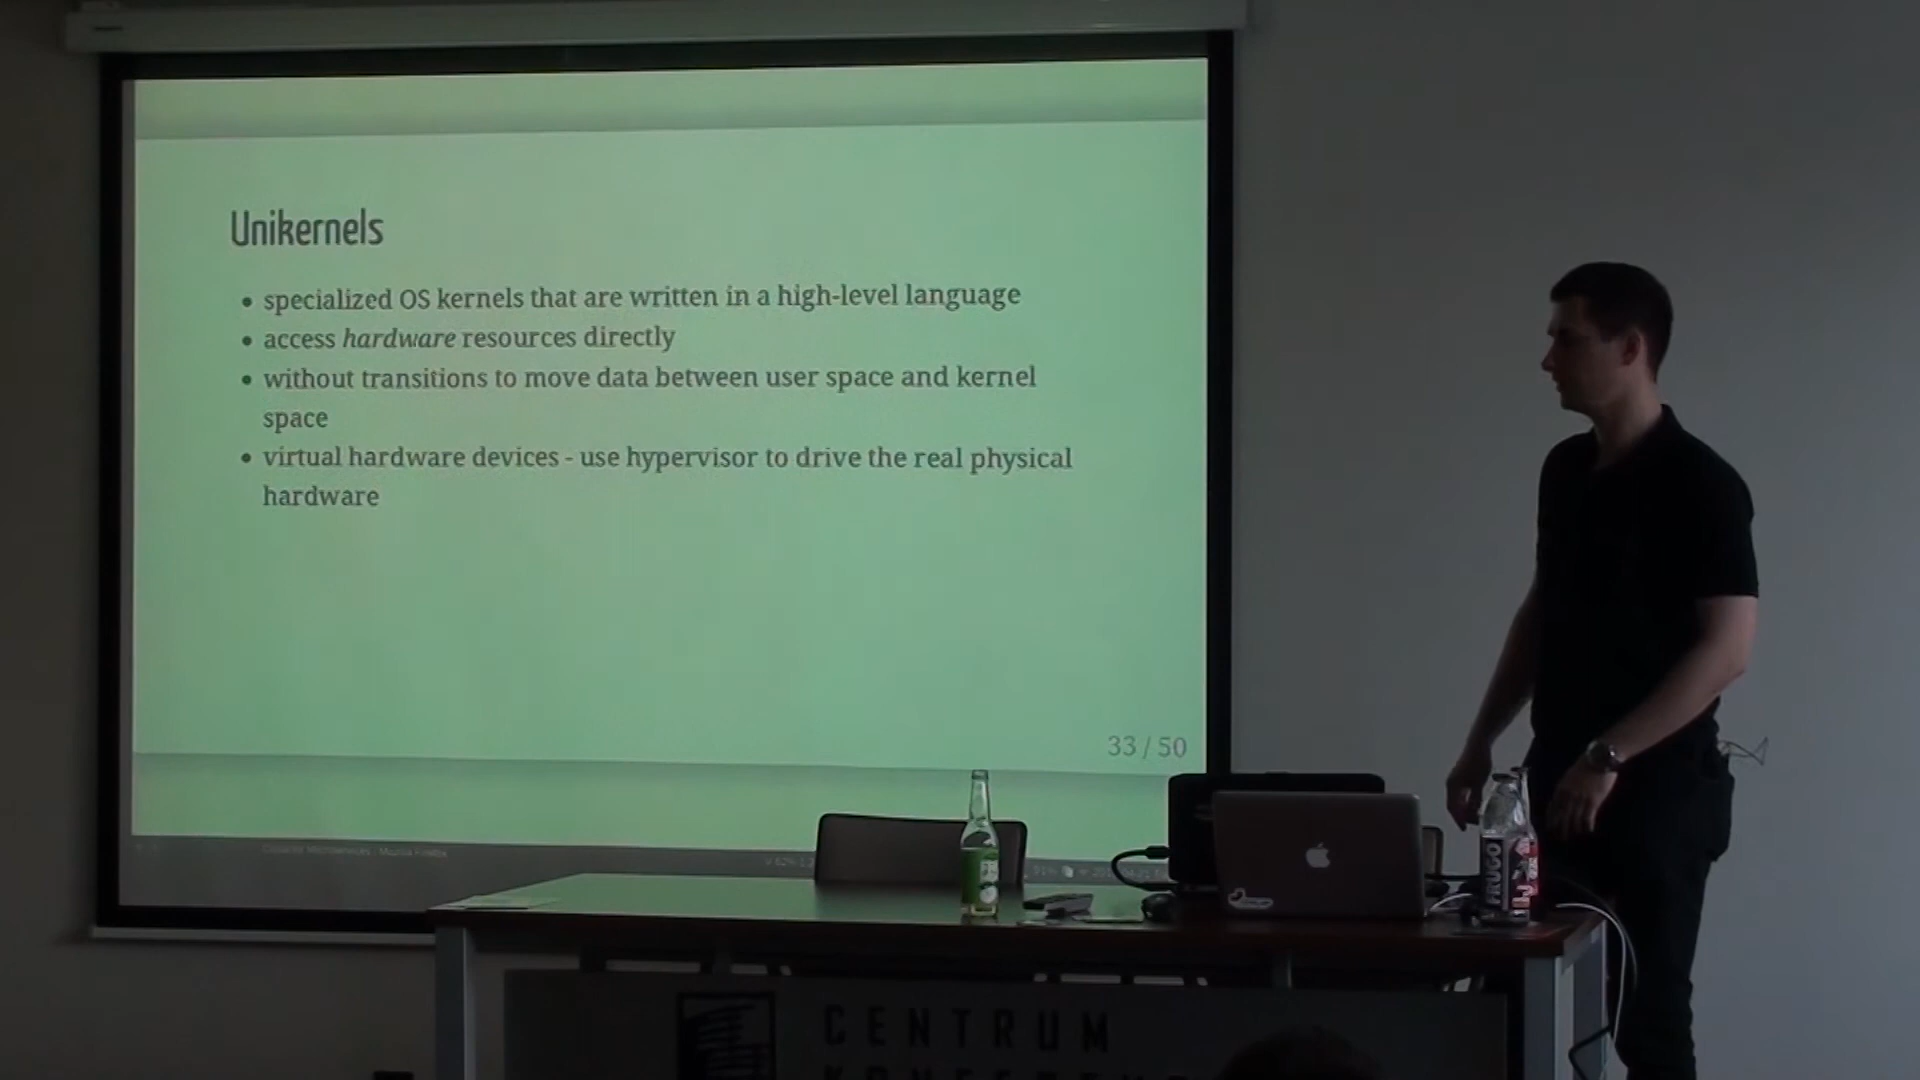 Unikernels
• specialized OS kernels that are written in a high-level language
• access hardware resources directly
• without transitions to move data between user space and kernel
space
• virtual hardware devices - use hypervisor to drive the real physical
hardware
33 / 50
FRUGO
CENTRUM